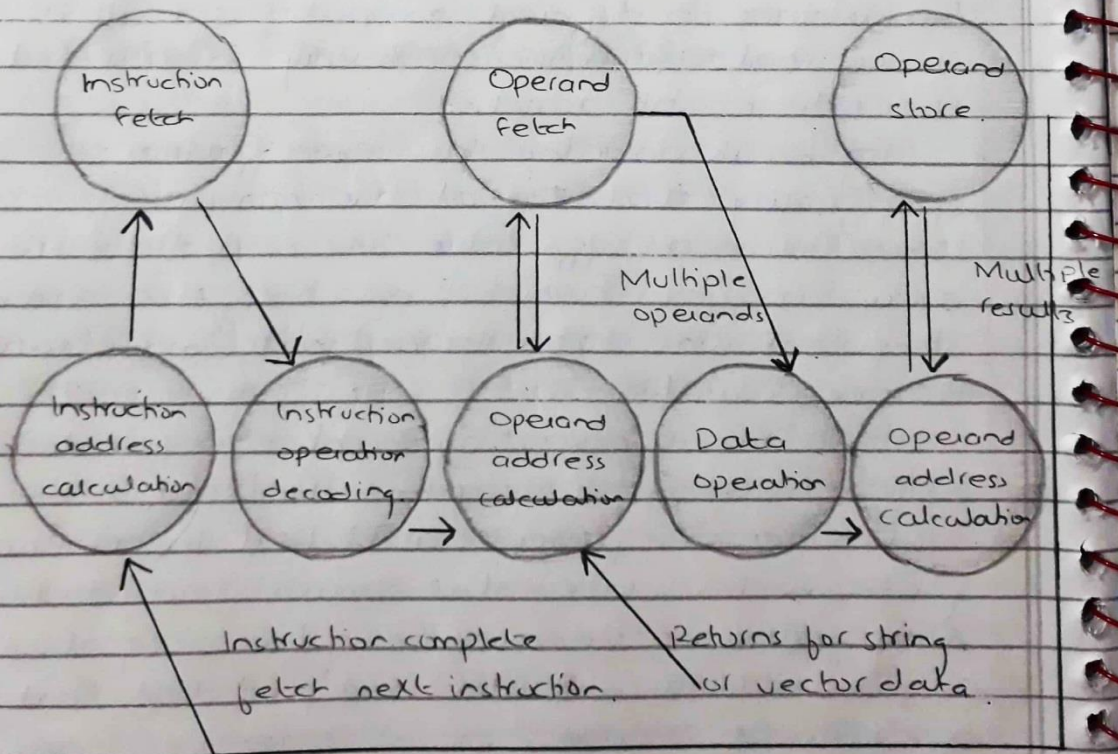 Instruction
fetch
Operand
fetch
Operand
store.
Multiple
operands
Multiple
results
Instruction
address
calculation
Instruction
operation
decoding.
Operand
address
calculation
Data
operation
Operand
address
calculation
Instruction complete
fetch next instruction.
Returns for string
or vector data